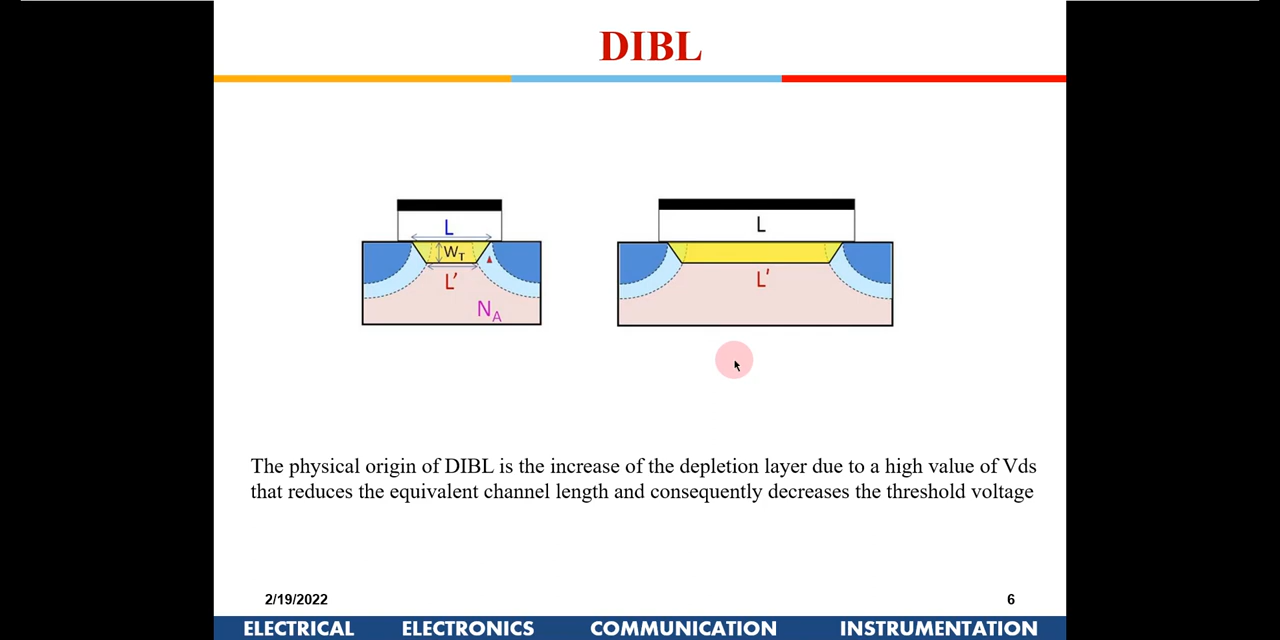 DIBL
L
W_T
L′
N_A
L
L′
The physical origin of DIBL is the increase of the depletion layer due to a high value of Vds
that reduces the equivalent channel length and consequently decreases the threshold voltage
2/19/2022
6
ELECTRICAL ELECTRONICS COMMUNICATION INSTRUMENTATION